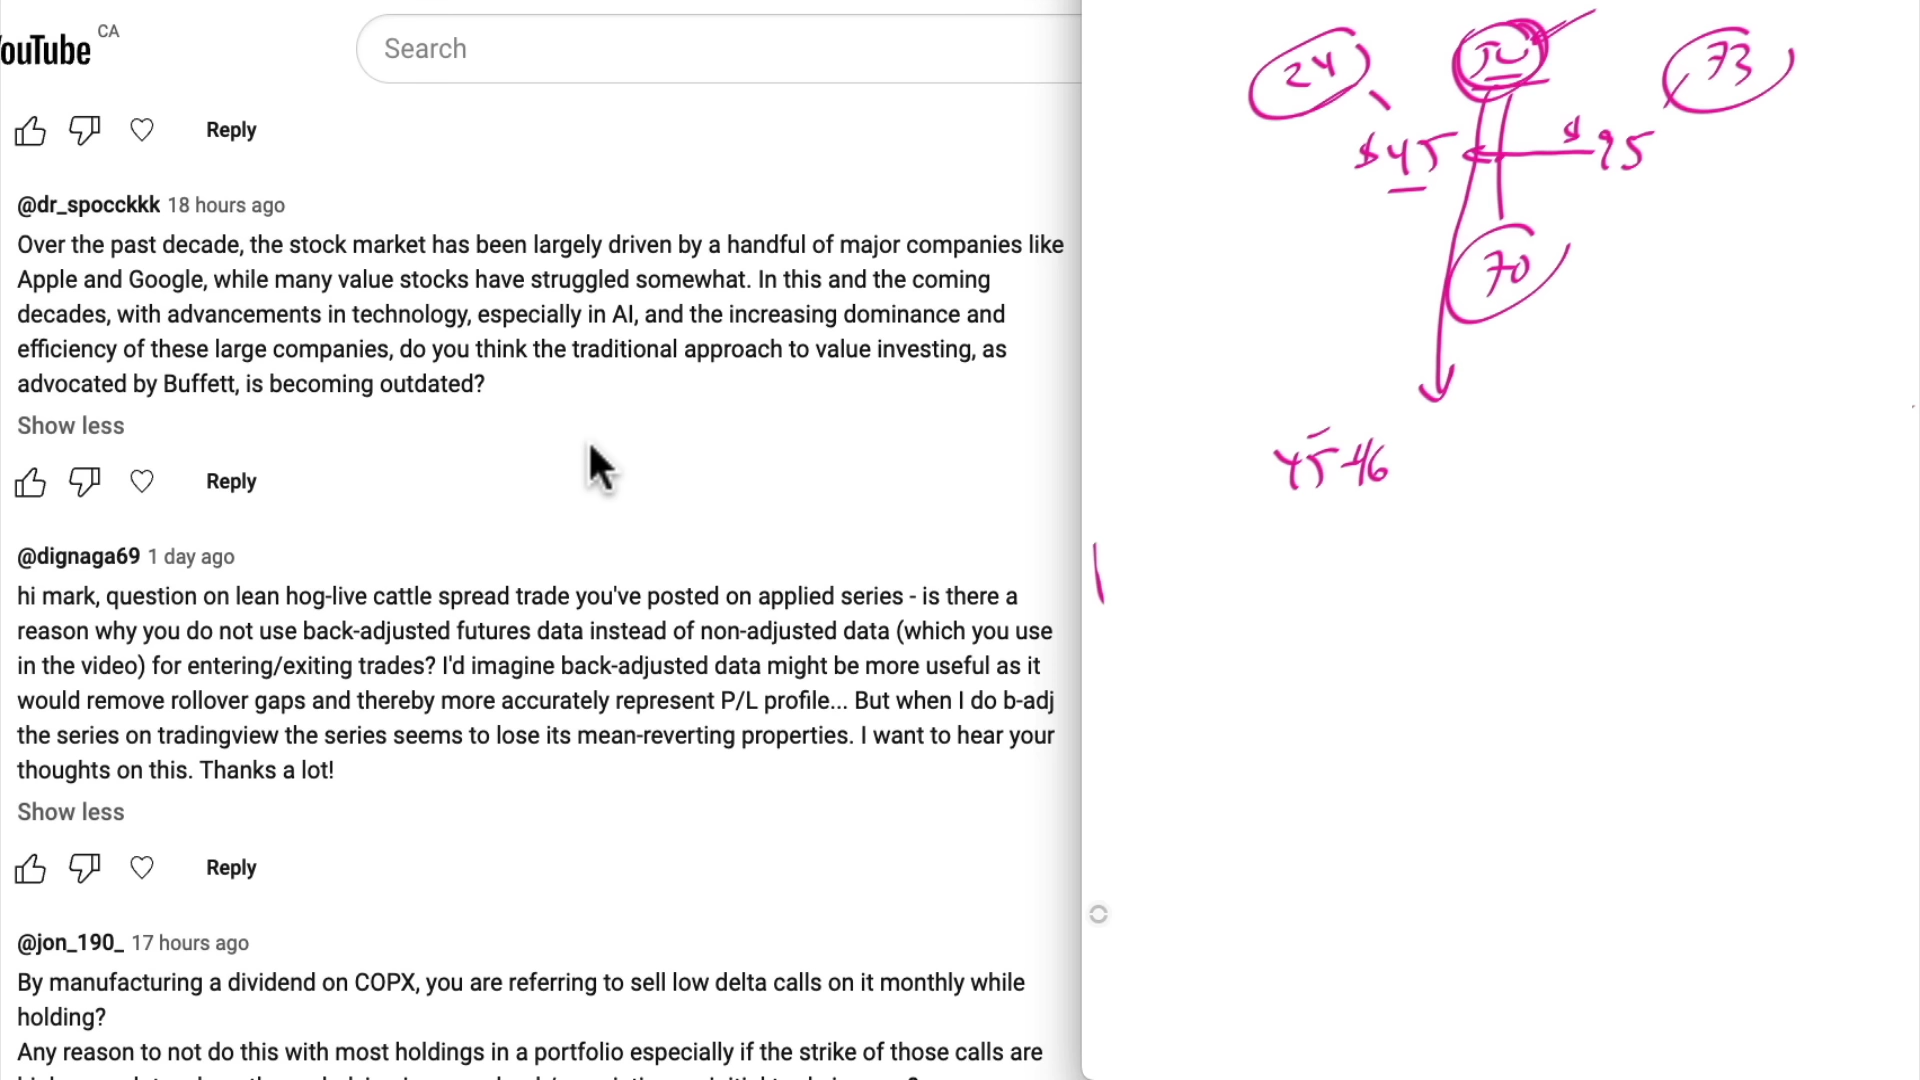 ouTube CA
Search
Reply
@dr_spocckkk 18 hours ago
Over the past decade, the stock market has been largely driven by a handful of major companies like
Apple and Google, while many value stocks have struggled somewhat. In this and the coming
decades, with advancements in technology, especially in AI, and the increasing dominance and
efficiency of these large companies, do you think the traditional approach to value investing, as
advocated by Buffett, is becoming outdated?
Show less
Reply
@dignaga69 1 day ago
hi mark, question on lean hog-live cattle spread trade you've posted on applied series - is there a
reason why you do not use back-adjusted futures data instead of non-adjusted data (which you use
in the video) for entering/exiting trades? I'd imagine back-adjusted data might be more useful as it
would remove rollover gaps and thereby more accurately represent P/L profile... But when I do b-adj
the series on tradingview the series seems to lose its mean-reverting properties. I want to hear your
thoughts on this. Thanks a lot!
Show less
Reply
@jon_190_ 17 hours ago
By manufacturing a dividend on COPX, you are referring to sell low delta calls on it monthly while
holding?
Any reason to not do this with most holdings in a portfolio especially if the strike of those calls are
24
73
$45
$95
70
45-46